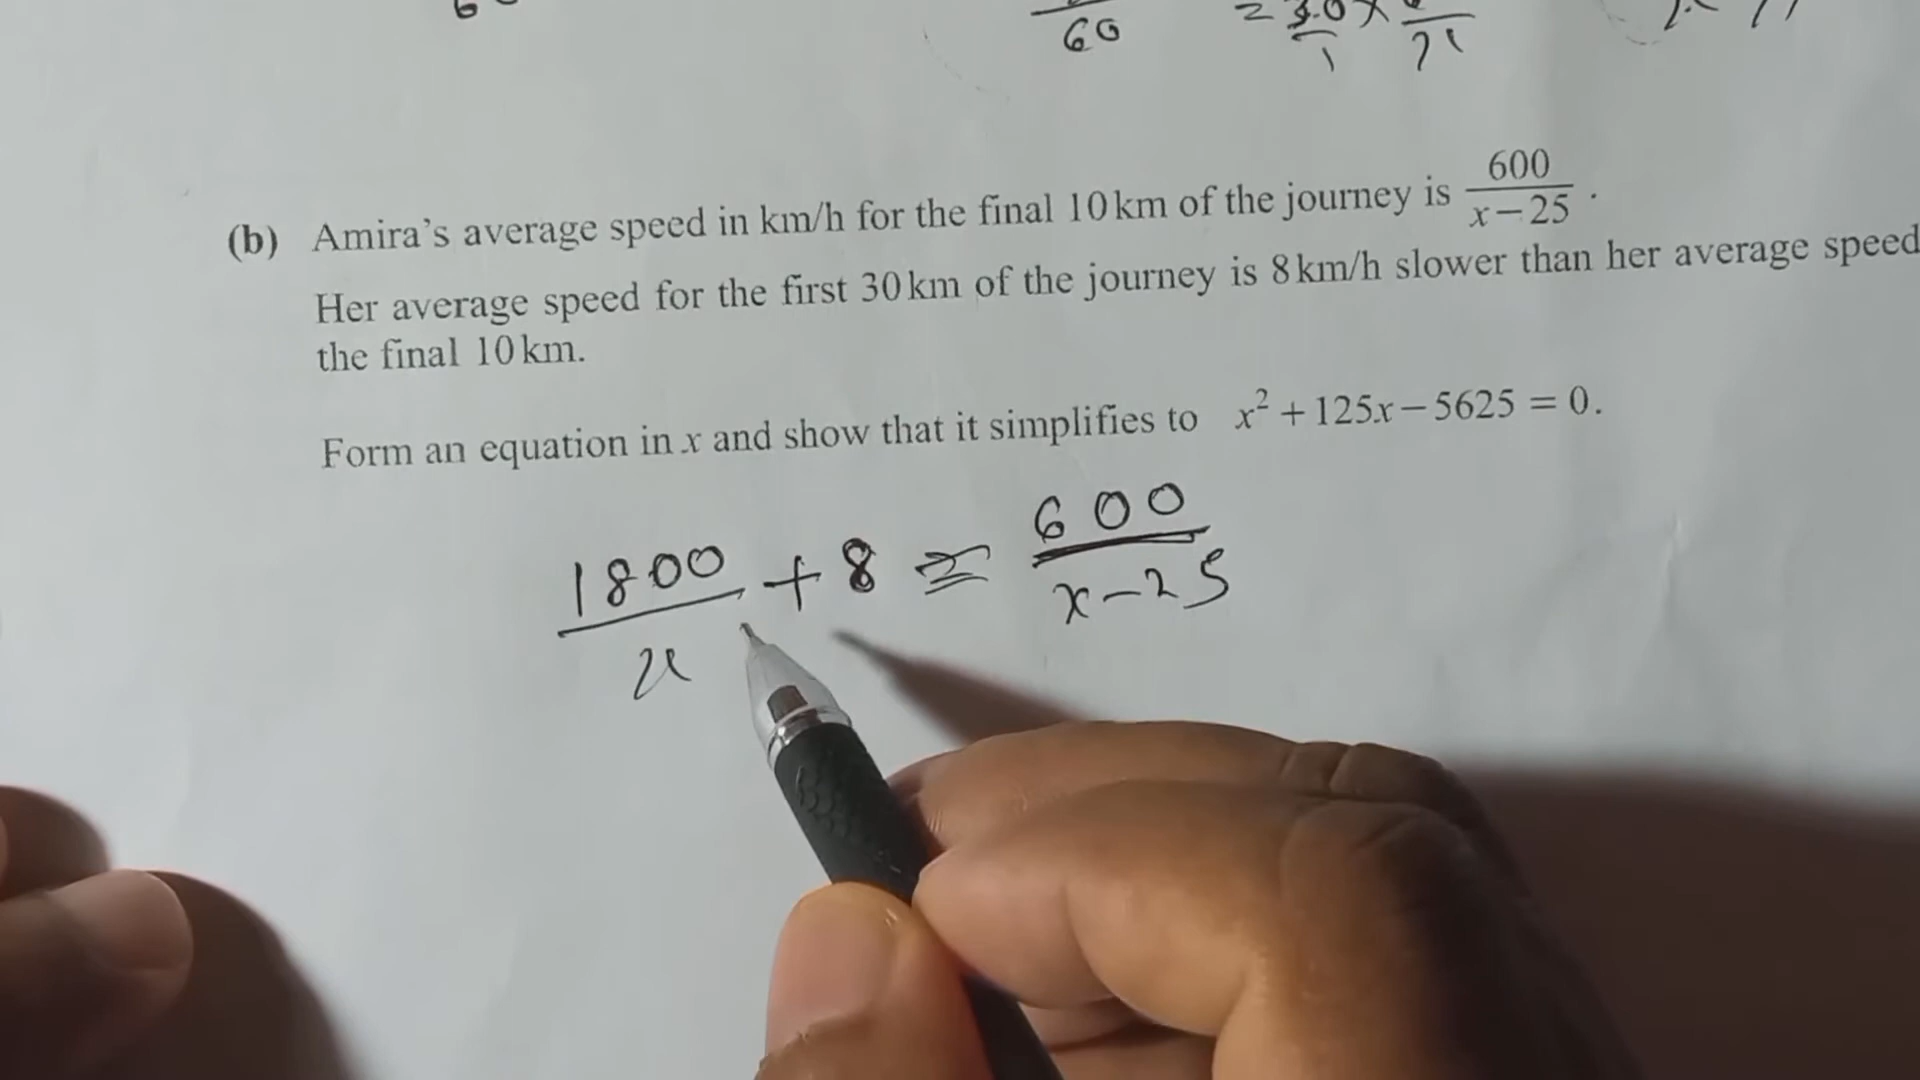 60
= 30/1 × /x
(b) Amira's average speed in km/h for the final 10 km of the journey is 600/(x−25).
Her average speed for the first 30 km of the journey is 8 km/h slower than her average speed
the final 10 km.
Form an equation in x and show that it simplifies to x² + 125x − 5625 = 0.
1800/x + 8 = 600/(x−25)